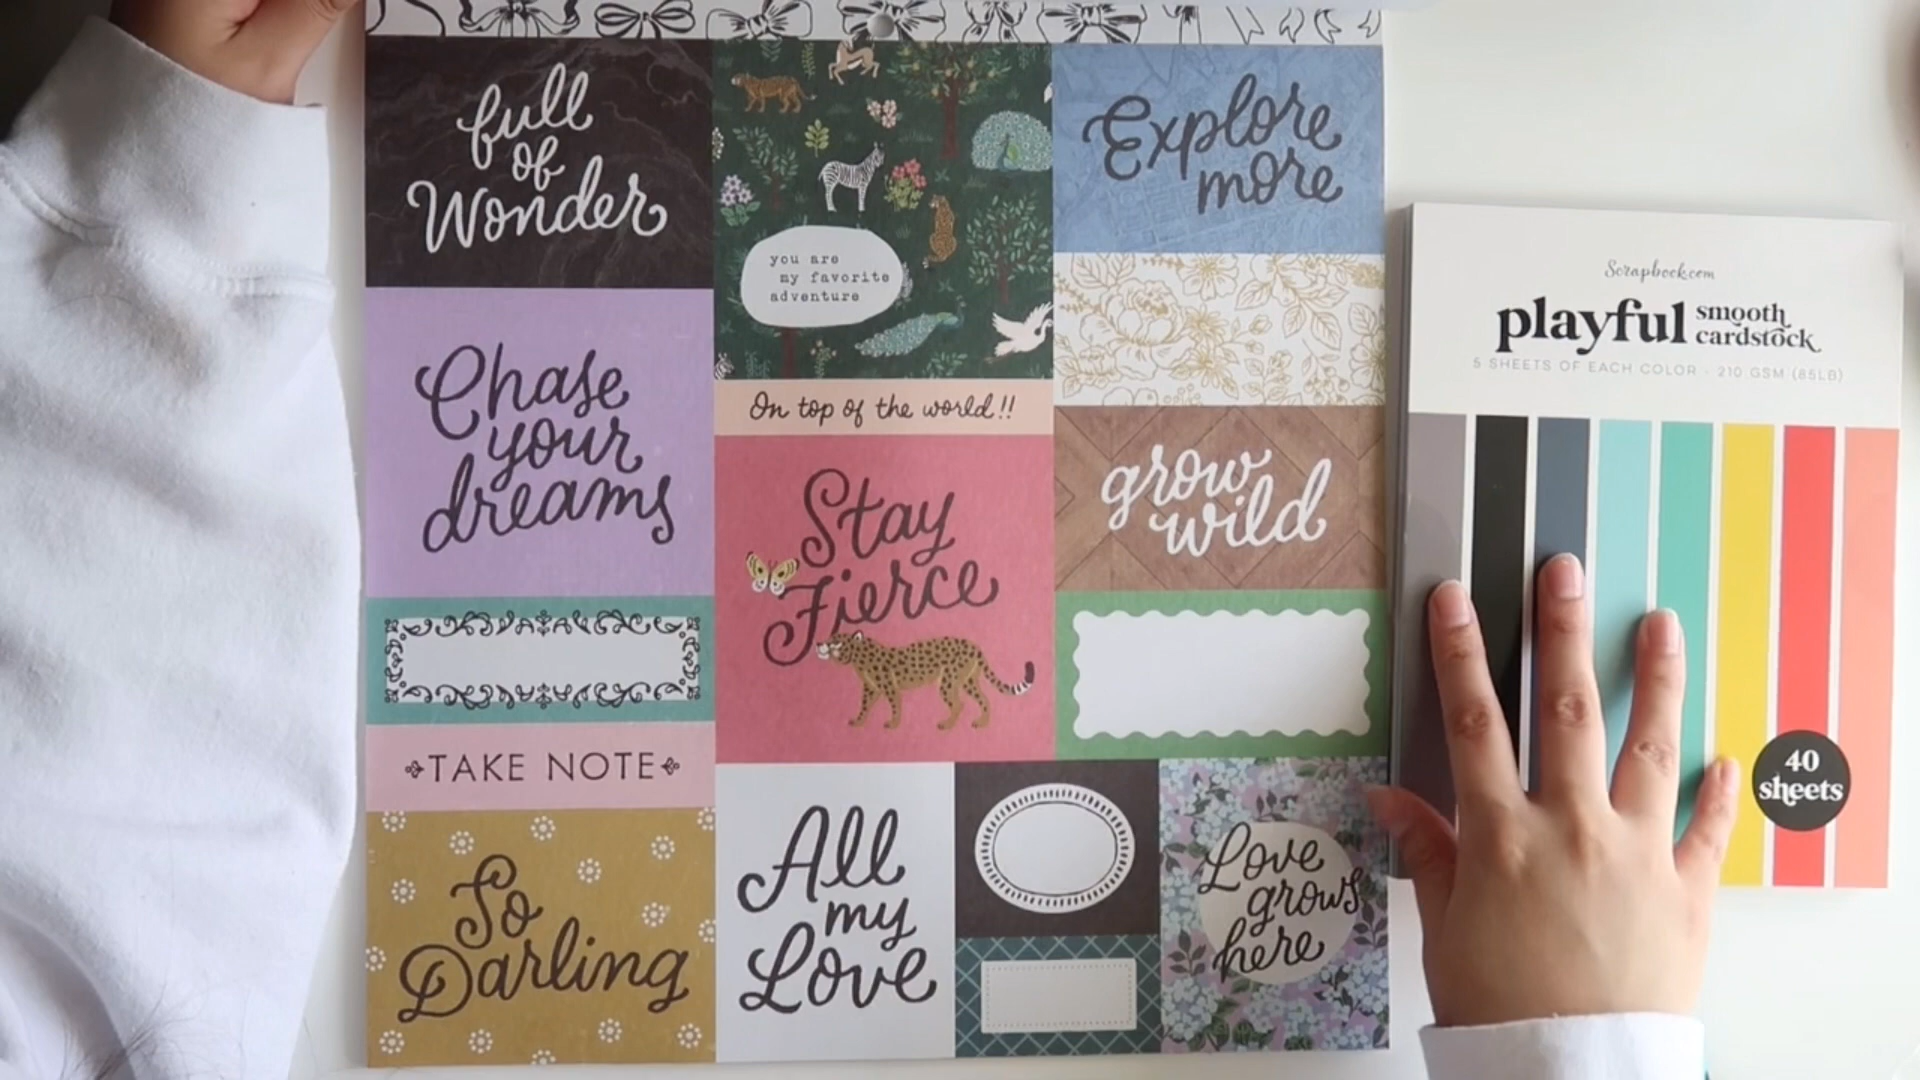 full
of
Wonder
you are
my favorite
adventure
Explore
more
Chase
your
dreams
On top of the world!!
Stay
Fierce
grow
wild
TAKE NOTE
So
Darling
All
my
Love
Love
grows
here
Scrapbook.com
playful smooth
cardstock
5 SHEETS OF EACH COLOR - 210 GSM (85LB)
40
sheets